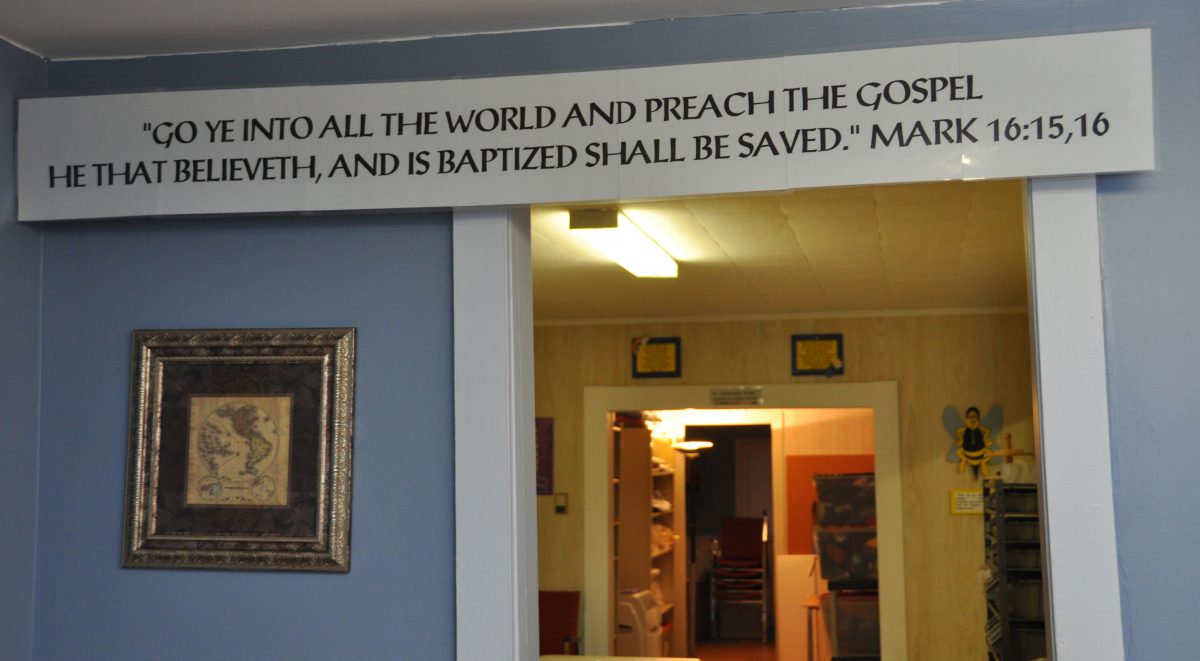 "GO YE INTO ALL THE WORLD AND PREACH THE GOSPEL
HE THAT BELIEVETH, AND IS BAPTIZED SHALL BE SAVED." MARK 16:15,16